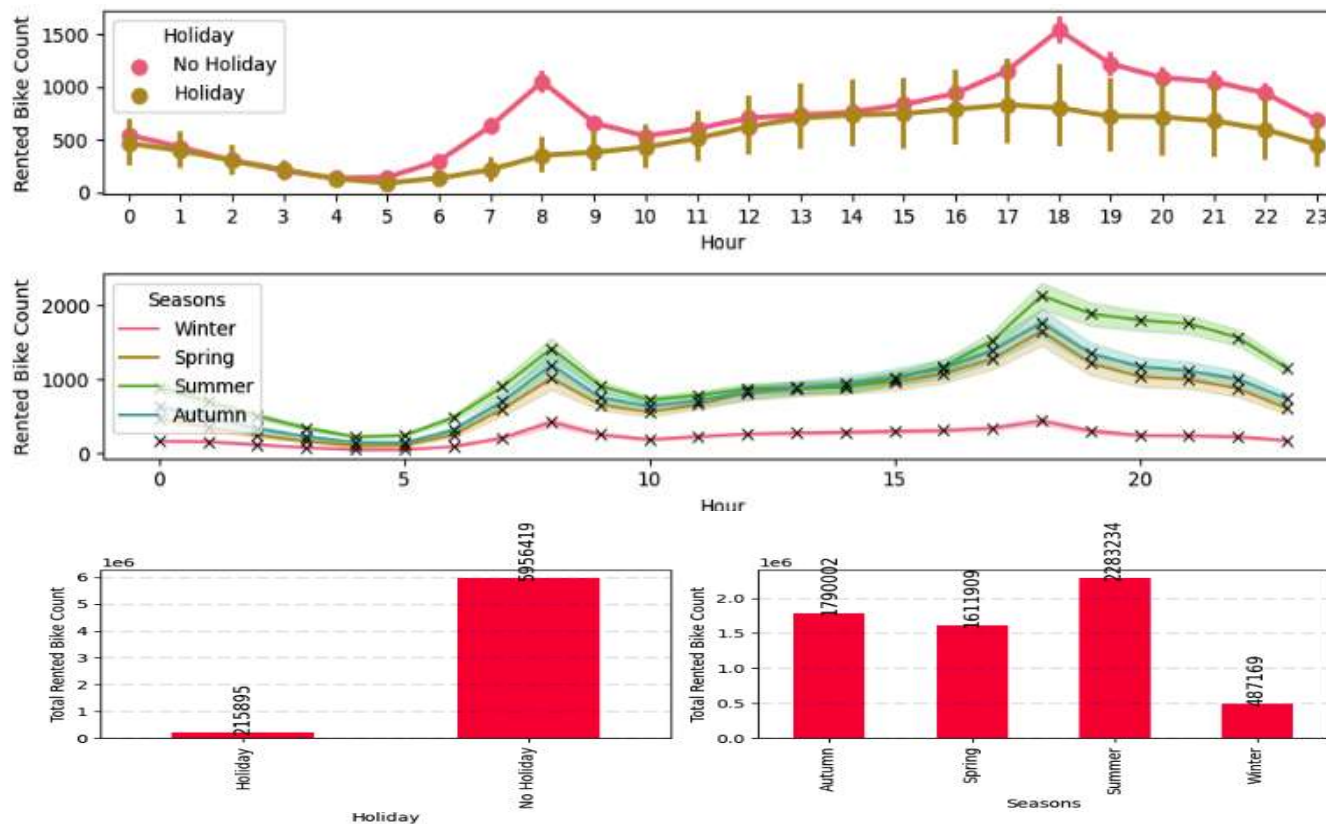 1500
1000
500
0
Rented Bike Count
Holiday
No Holiday
Holiday
0 1 2 3 4 5 6 7 8 9 10 11 12 13 14 15 16 17 18 19 20 21 22 23
Hour
2000
1000
0
Rented Bike Count
Seasons
Winter
Spring
Summer
Autumn
0 5 10 15 20
Hour
1e6
6
5
4
3
2
1
0
Total Rented Bike Count
215895
5956419
Holiday
No Holiday
Holiday
1e6
2.0
1.5
1.0
0.5
0.0
Total Rented Bike Count
1790002
1611909
2283234
487169
Autumn
Spring
Summer
Winter
Seasons